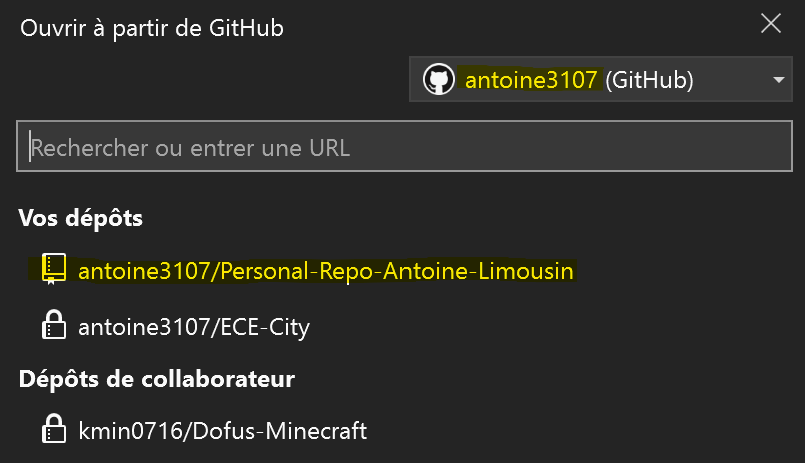 Ouvrir à partir de GitHub
antoine3107 (GitHub)
Rechercher ou entrer une URL
Vos dépôts
antoine3107/Personal-Repo-Antoine-Limousin
antoine3107/ECE-City
Dépôts de collaborateur
kmin0716/Dofus-Minecraft